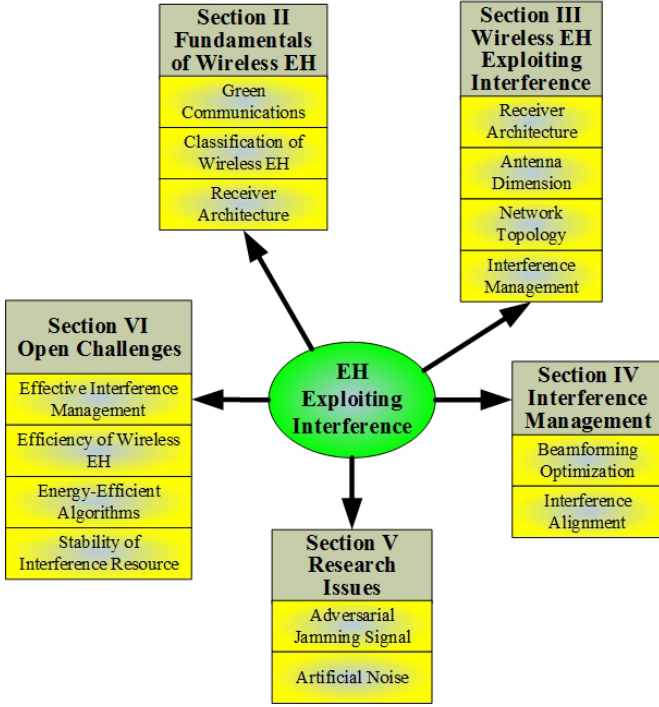 Section II
Fundamentals
of Wireless EH
Green
Communications
Classification of
Wireless EH
Receiver
Architecture
Section III
Wireless EH
Exploiting
Interference
Receiver
Architecture
Antenna
Dimension
Network
Topology
Interference
Management
Section VI
Open Challenges
Effective Interference
Management
Efficiency of Wireless
EH
Energy-Efficient
Algorithms
Stability of
Interference Resource
EH
Exploiting
Interference
Section IV
Interference
Management
Beamforming
Optimization
Interference
Alignment
Section V
Research
Issues
Adversarial
Jamming Signal
Artificial Noise